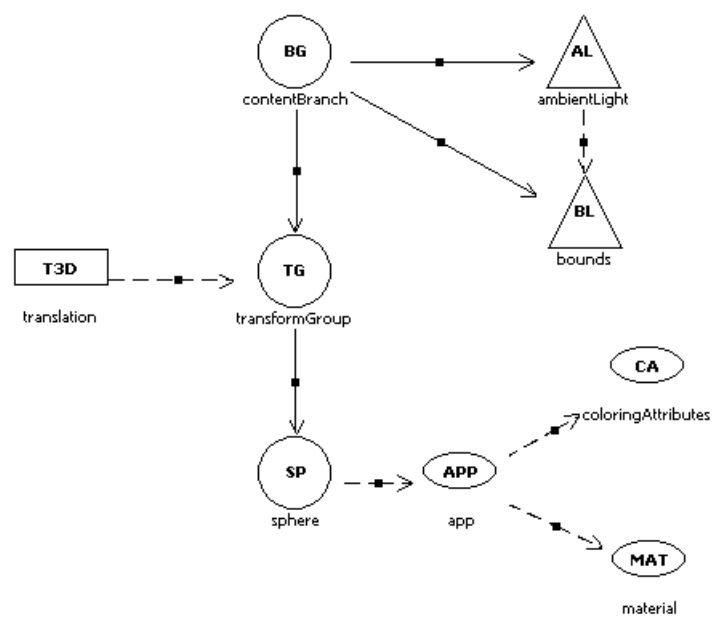 BG
contentBranch
AL
ambientLight
BL
bounds
T3D
translation
TG
transformGroup
CA
coloringAttributes
SP
sphere
APP
app
MAT
material